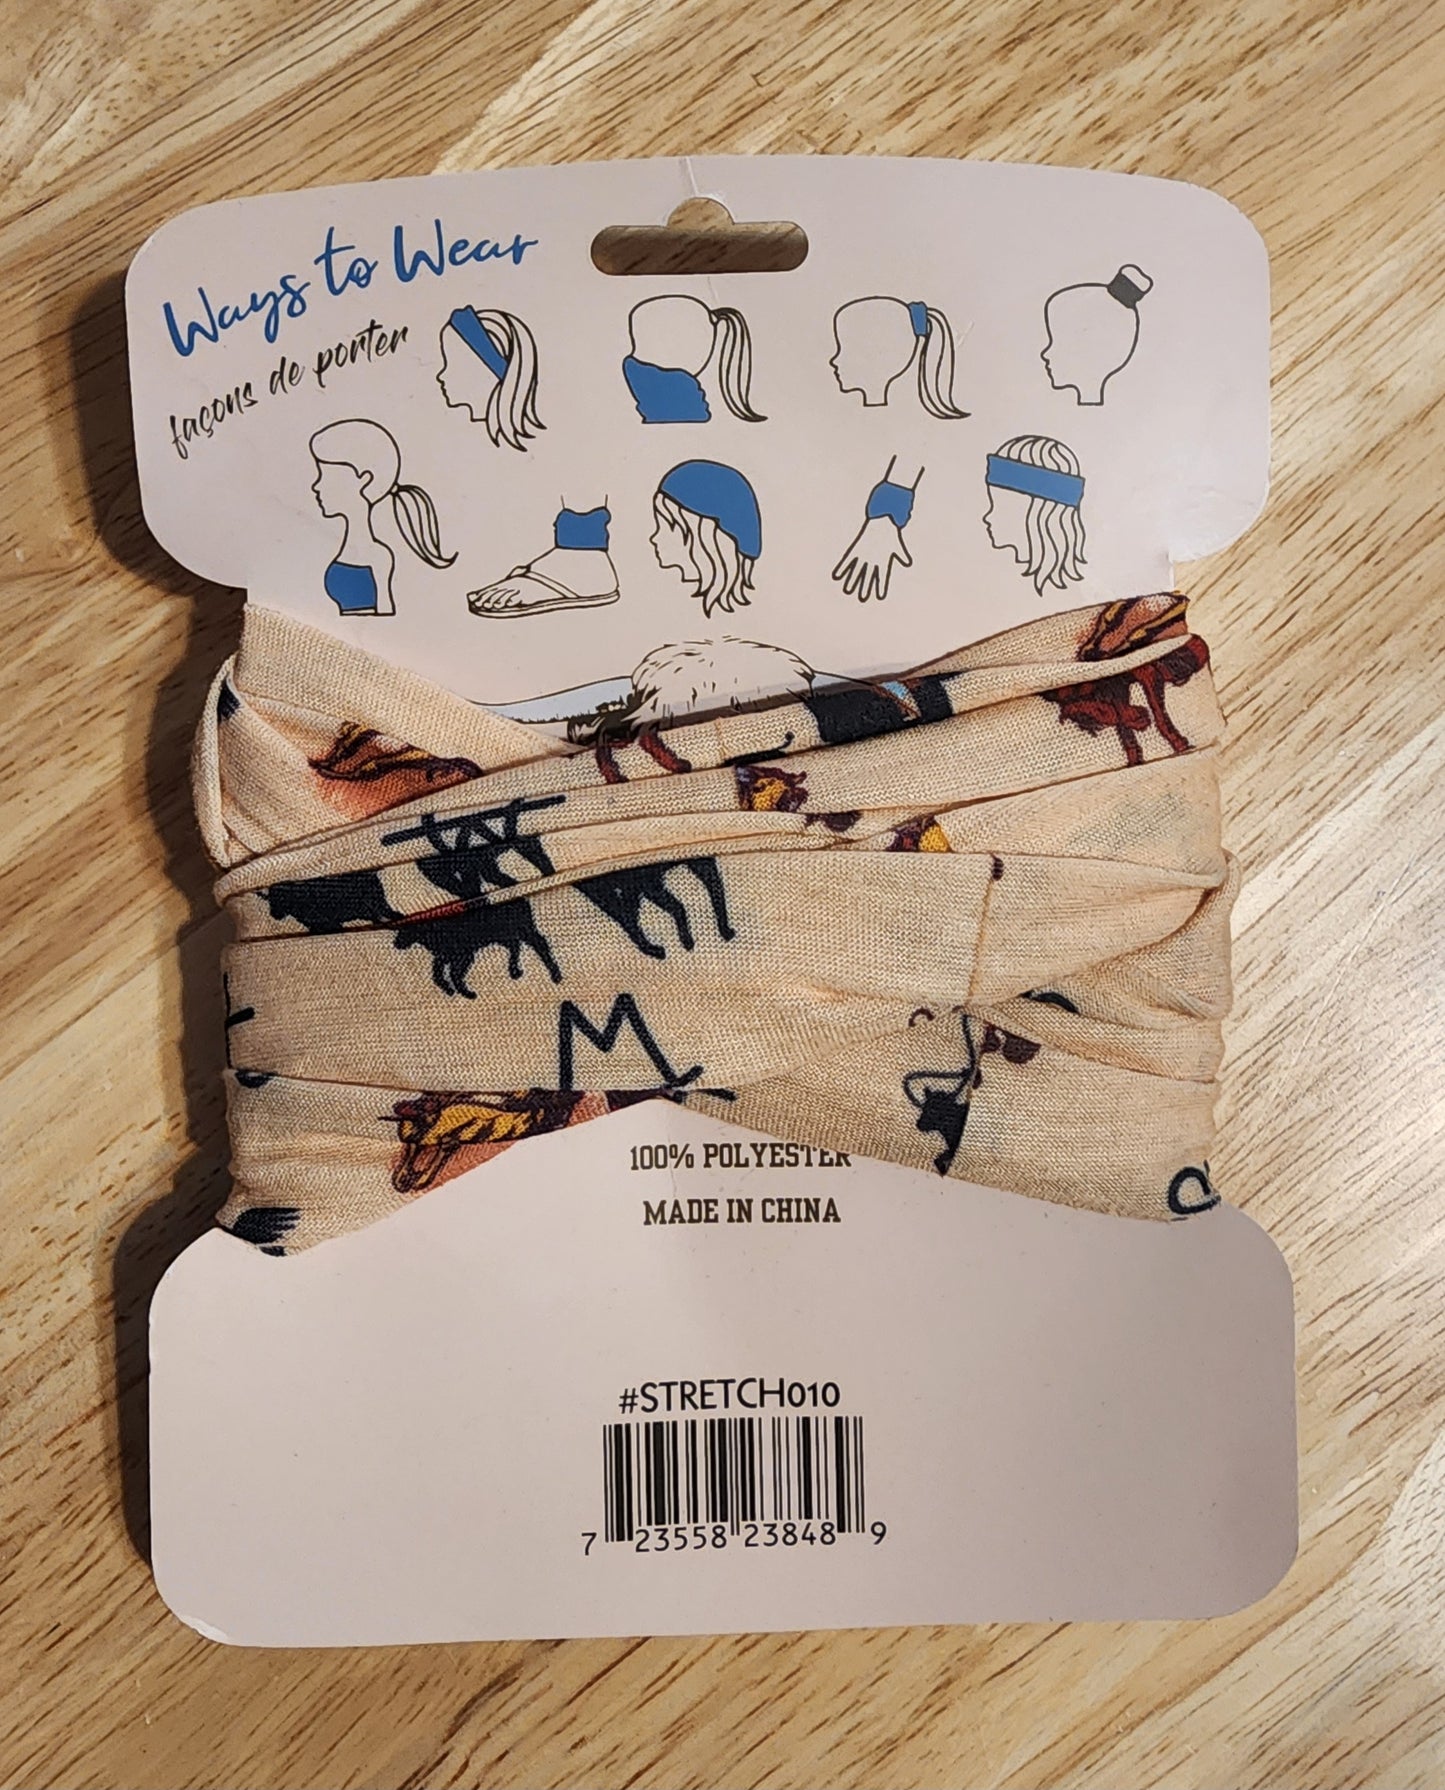 Ways to Wear
façons de porter
100% POLYESTER
MADE IN CHINA
#STRETCH010
7 23558 23848 9